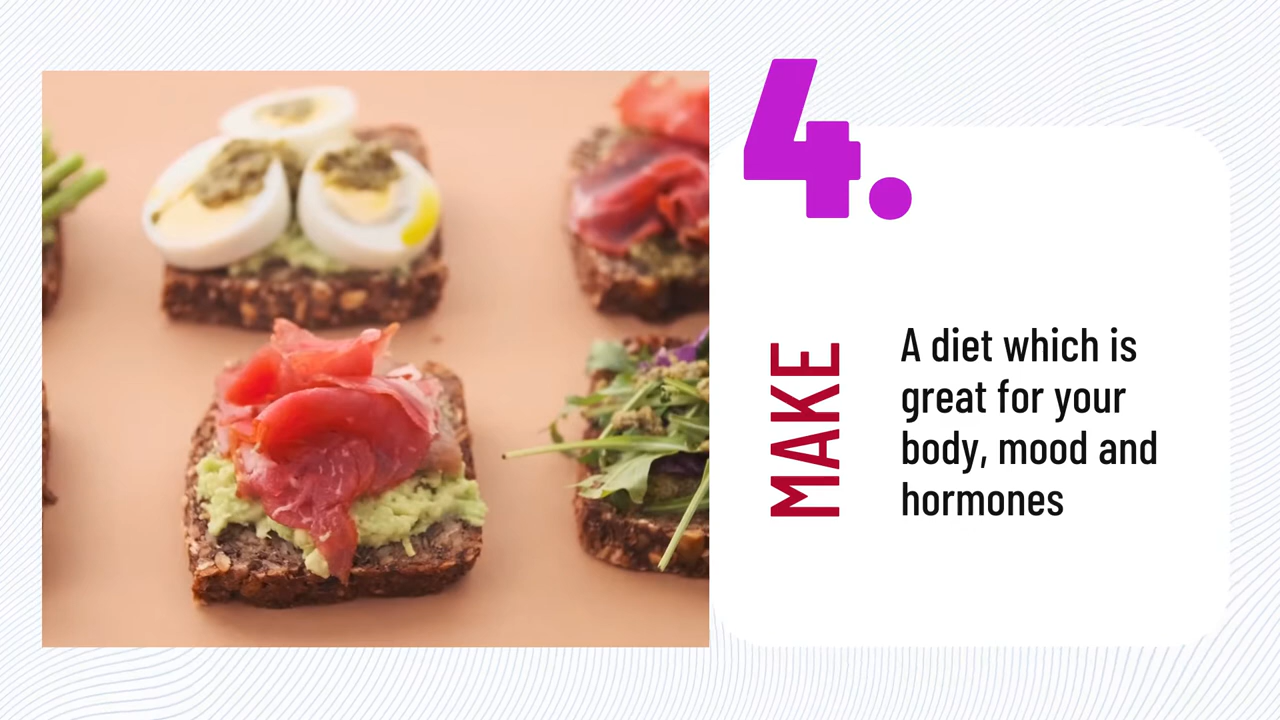 4.
MAKE
A diet which is
great for your
body, mood and
hormones